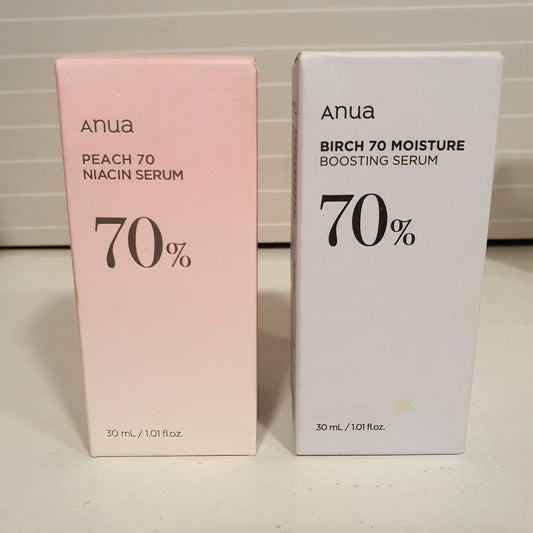 Anua
PEACH 70
NIACIN SERUM
70%
30 mL / 1.01 fl.oz.
Anua
BIRCH 70 MOISTURE
BOOSTING SERUM
70%
30 mL / 1.01 fl.oz.